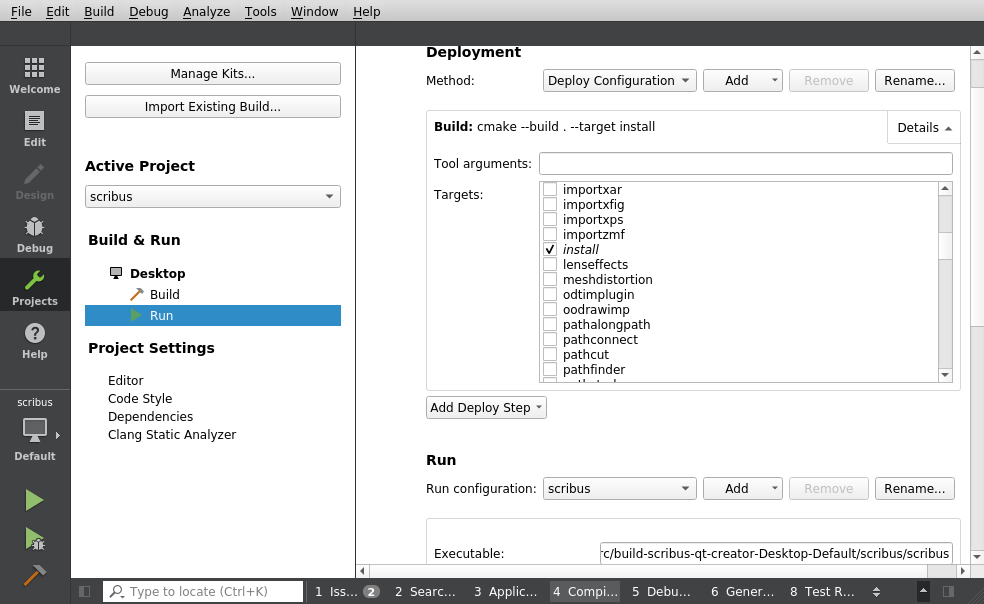 File Edit Build Debug Analyze Tools Window Help
Welcome
Edit
Design
Debug
Projects
Help
scribus
Default
Manage Kits...
Import Existing Build...
Active Project
scribus
Build & Run
Desktop
Build
Run
Project Settings
Editor
Code Style
Dependencies
Clang Static Analyzer
Deployment
Method: Deploy Configuration Add Remove Rename...
Build: cmake --build . --target install Details
Tool arguments:
Targets:
importxar
importxfig
importxps
importzmf
install
lenseffects
meshdistortion
odtimplugin
oodrawimp
pathalongpath
pathconnect
pathcut
pathfinder
Add Deploy Step
Run
Run configuration: scribus Add Remove Rename...
Executable: rc/build-scribus-qt-creator-Desktop-Default/scribus/scribus
Type to locate (Ctrl+K) 1 Iss... 2 2 Searc... 3 Applic... 4 Compi... 5 Debu... 6 Gener... 8 Test R...